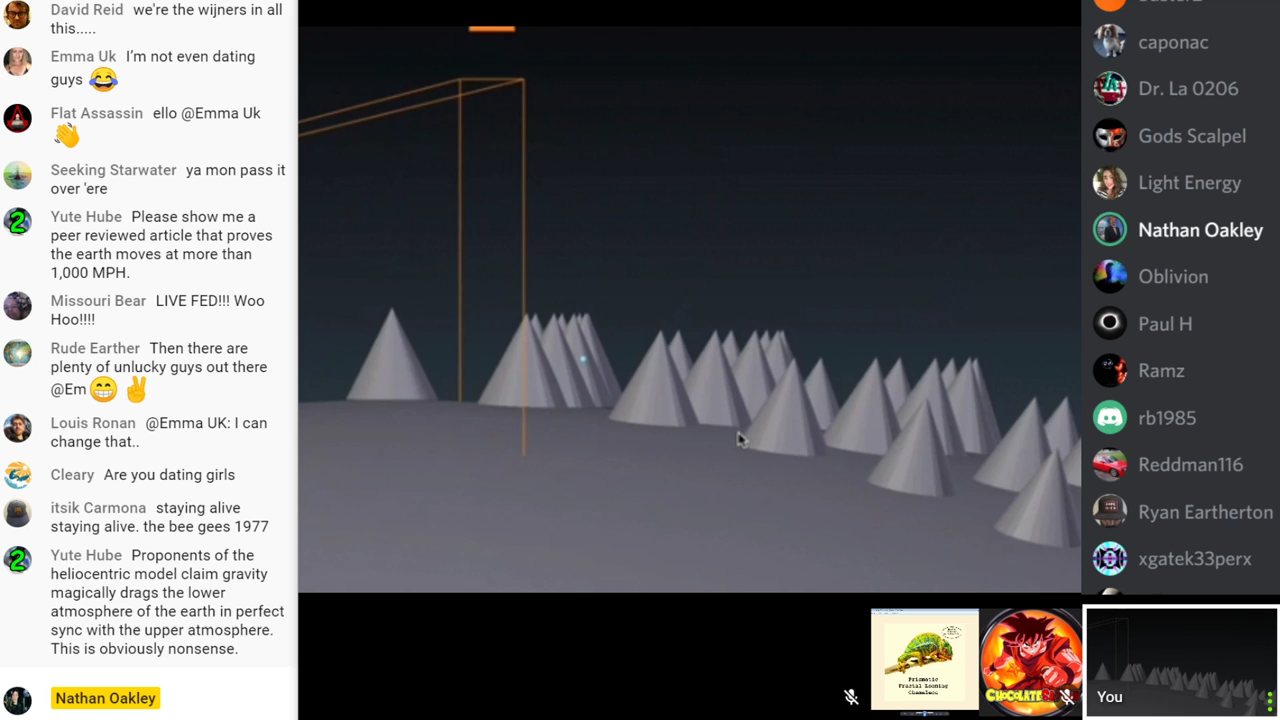 David Reid we're the wijners in all
this.....
Emma Uk I'm not even dating
guys 😂
Flat Assassin ello @Emma Uk
👋
Seeking Starwater ya mon pass it
over 'ere
Yute Hube Please show me a
peer reviewed article that proves
the earth moves at more than
1,000 MPH.
Missouri Bear LIVE FED!!! Woo
Hoo!!!!
Rude Earther Then there are
plenty of unlucky guys out there
@Em😁✌
Louis Ronan @Emma UK: I can
change that..
Cleary Are you dating girls
itsik Carmona staying alive
staying alive. the bee gees 1977
Yute Hube Proponents of the
heliocentric model claim gravity
magically drags the lower
atmosphere of the earth in perfect
sync with the upper atmosphere.
This is obviously nonsense.
Nathan Oakley
caponac
Dr. La 0206
Gods Scalpel
Light Energy
Nathan Oakley
Oblivion
Paul H
Ramz
rb1985
Reddman116
Ryan Eartherton
xgatek33perx
Prismatic
Fractal Looning
Chameleon
You